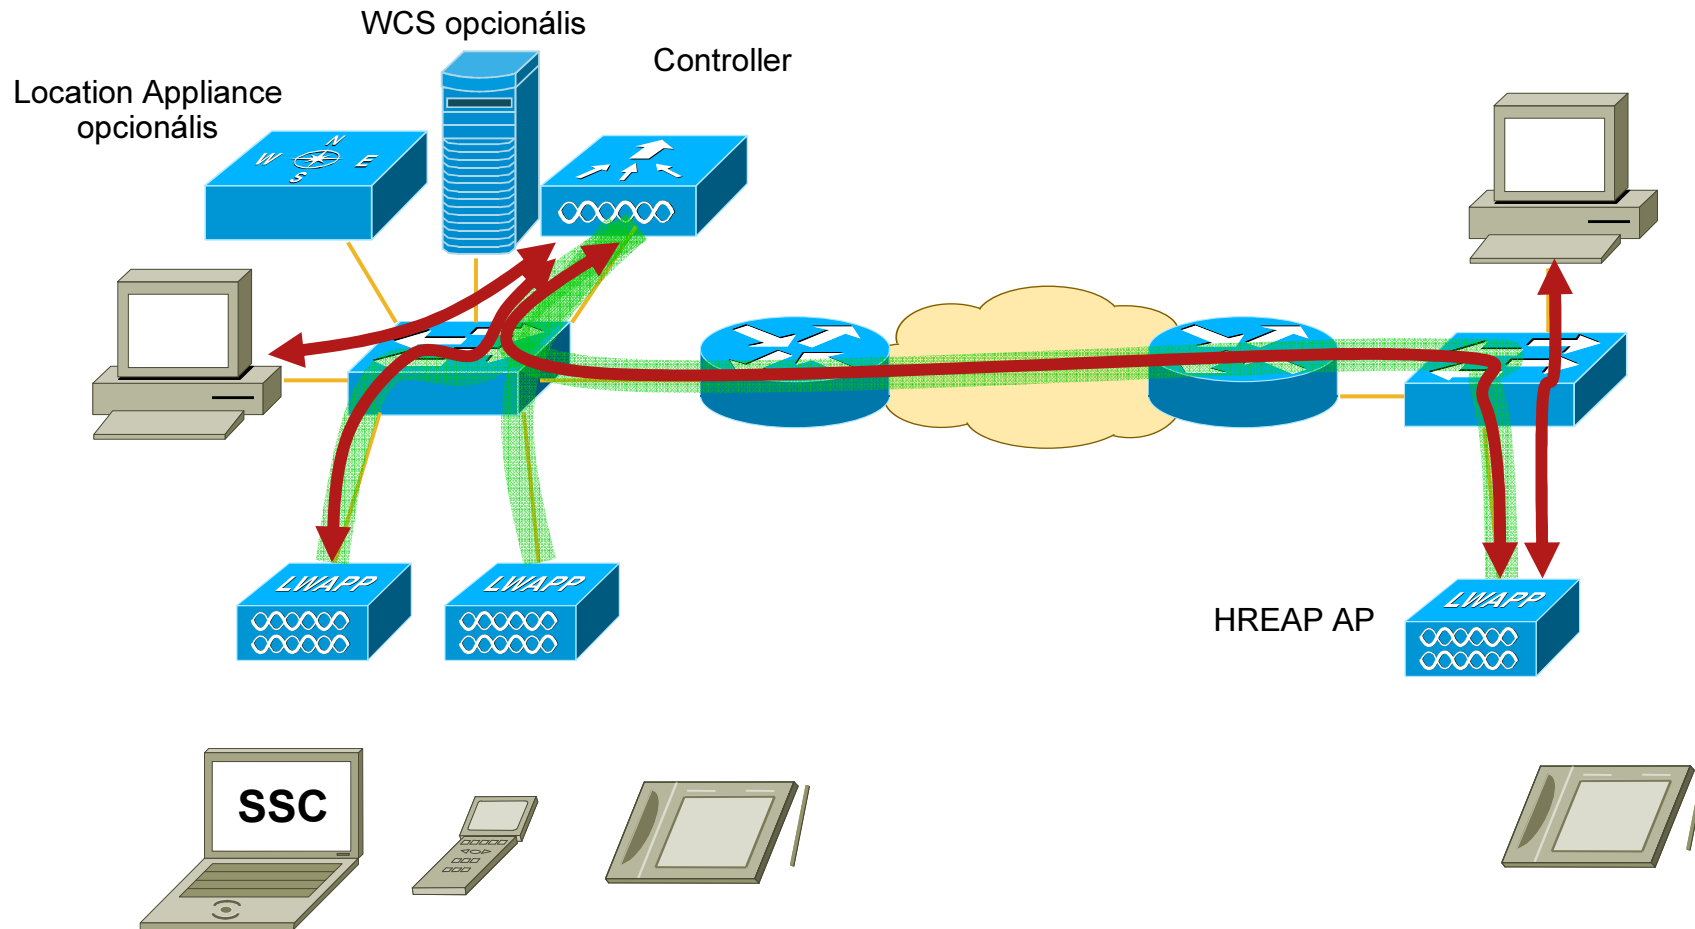 WCS opcionális
Controller
Location Appliance
opcionális
N
W
E
S
LWAPP
LWAPP
LWAPP
HREAP AP
SSC